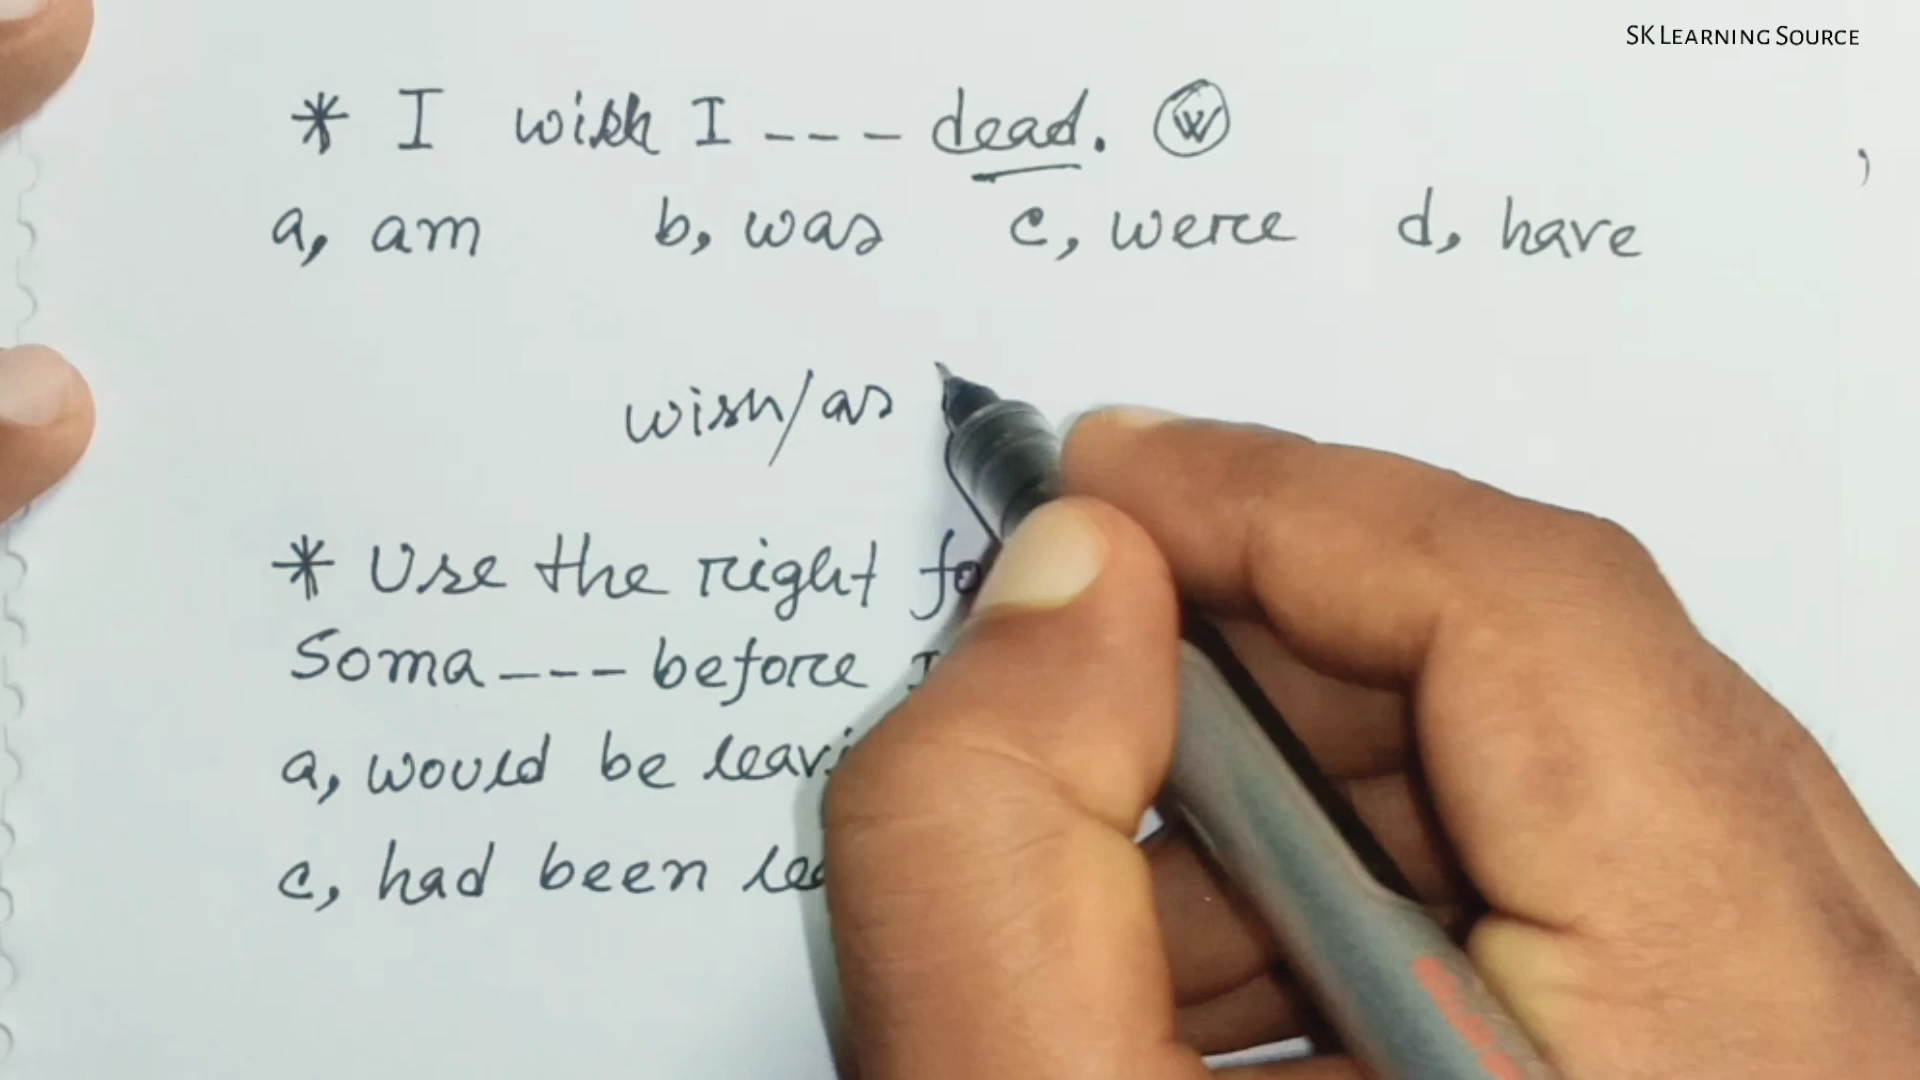 SK LEARNING SOURCE
* I wish I --- dead. W
a, am b, was c, were d, have
wish/as
* Use the right fo
Soma --- before I
a, would be leavi
c, had been lea